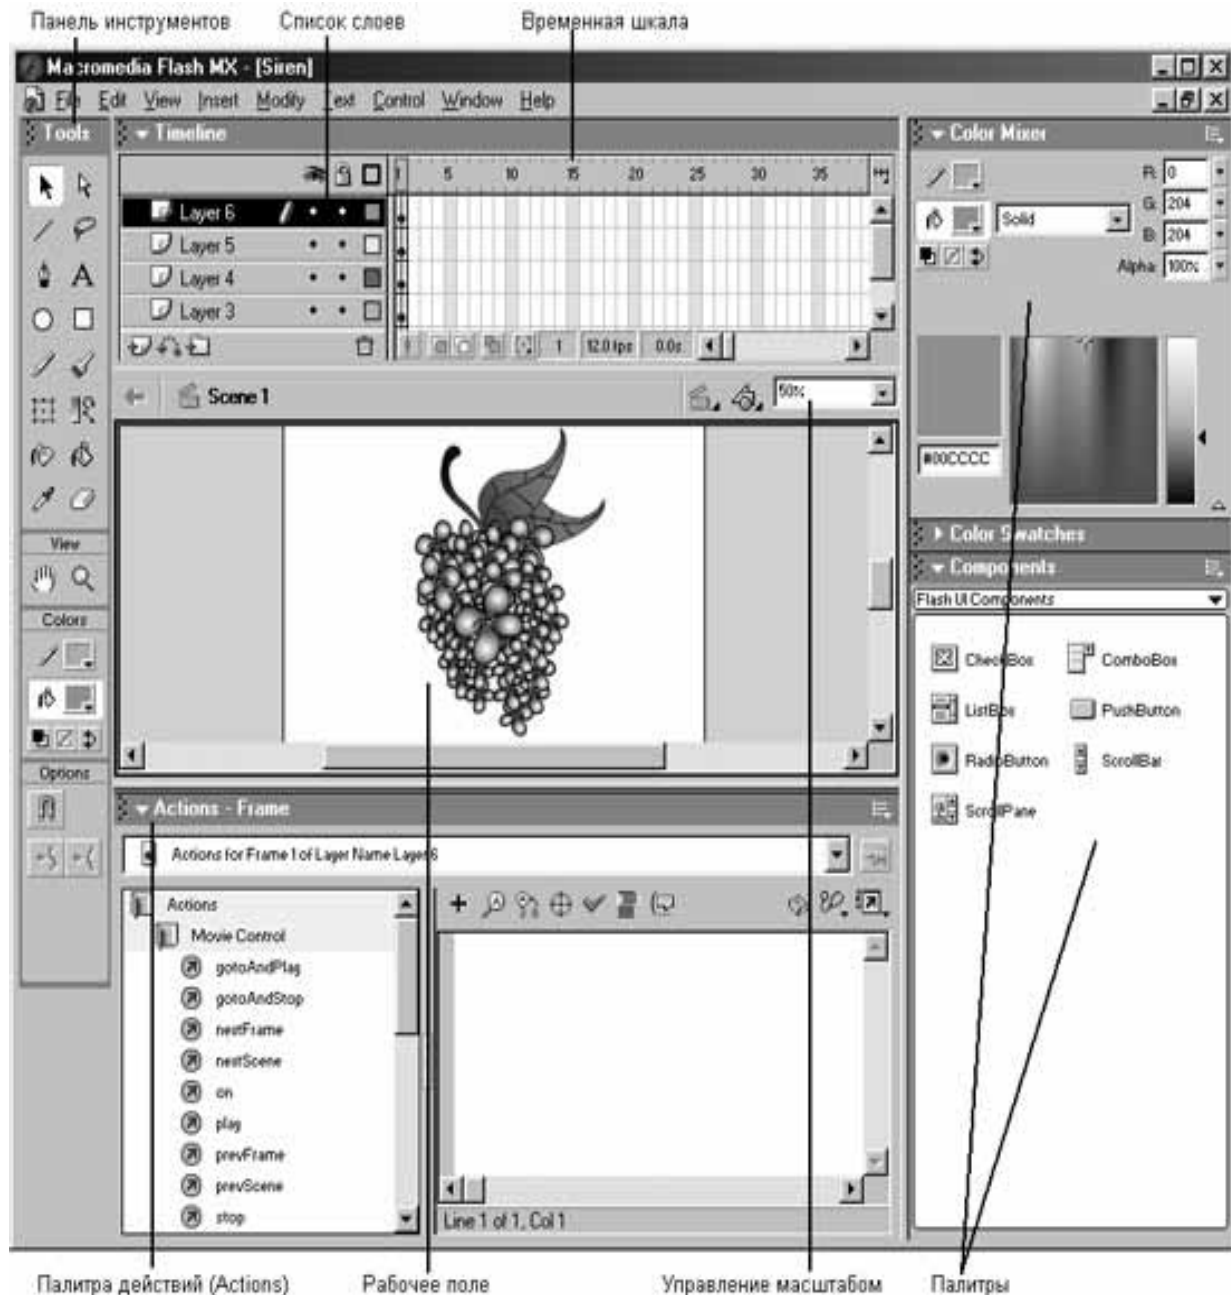 Панель инструментов Список слоев Временная шкала
Macromedia Flash MX - [Siren]
File Edit View Insert Modify Text Control Window Help
Tools
Timeline
1 5 10 15 20 25 30 35
Layer 6
Layer 5
Layer 4
Layer 3
1 12.0 fps 0.0s
Scene 1 50%
View
Colors
Options
Actions - Frame
Actions for Frame 1 of Layer Name Layer 6
Actions
Movie Control
gotoAndPlay
gotoAndStop
nextFrame
nextScene
on
play
prevFrame
prevScene
stop
Line 1 of 1, Col 1
Color Mixer
R: 0
Solid G: 204
B: 204
Alpha: 100%
#00CCCC
Color Swatches
Components
Flash UI Components
CheckBox ComboBox
ListBox PushButton
RadioButton ScrollBar
ScrollPane
Палитра действий (Actions) Рабочее поле Управление масштабом Палитры